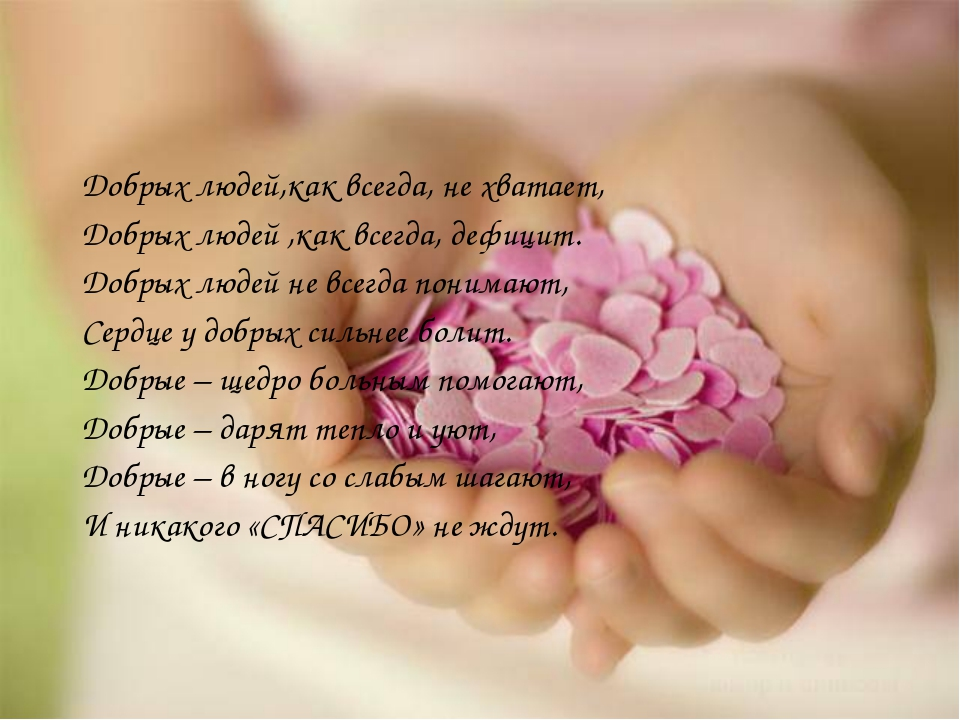 Добрых людей,как всегда, не хватает,
Добрых людей ,как всегда, дефицит.
Добрых людей не всегда понимают,
Сердце у добрых сильнее болит.
Добрые – щедро больным помогают,
Добрые – дарят тепло и уют,
Добрые – в ногу со слабым шагают,
И никакого «СПАСИБО» не ждут.